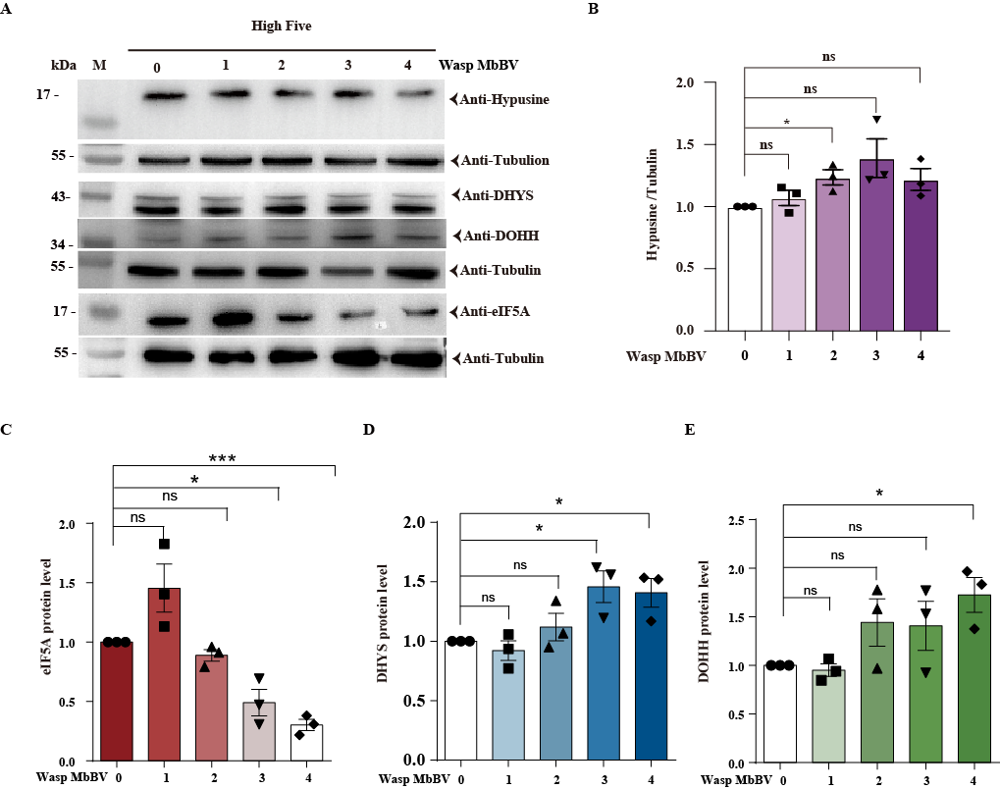 A
High Five
kDa M 0 1 2 3 4 Wasp MbBV
17 - Anti-Hypusine
55 - Anti-Tubulion
43- Anti-DHYS
34 - Anti-DOHH
55 - Anti-Tubulin
17 - Anti-eIF5A
55 - Anti-Tubulin
B
ns
ns
*
ns
Hypusine /Tubulin
2.0
1.5
1.0
0.5
0.0
Wasp MbBV 0 1 2 3 4
C
***
*
ns
ns
eIF5A protein level
2.0
1.5
1.0
0.5
0.0
Wasp MbBV 0 1 2 3 4
D
*
*
ns
ns
DHYS protein level
2.0
1.5
1.0
0.5
0.0
Wasp MbBV 0 1 2 3 4
E
*
ns
ns
ns
DOHH protein level
2.5
2.0
1.5
1.0
0.5
0.0
Wasp MbBV 0 1 2 3 4